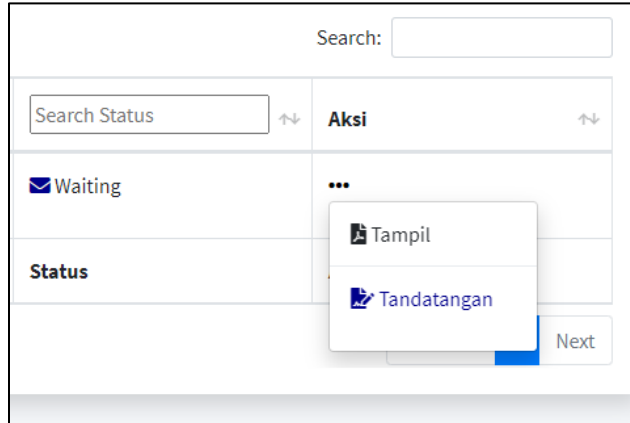 Search:
Search Status
Aksi
Waiting
•••
Tampil
Status
Tandatangan
Next